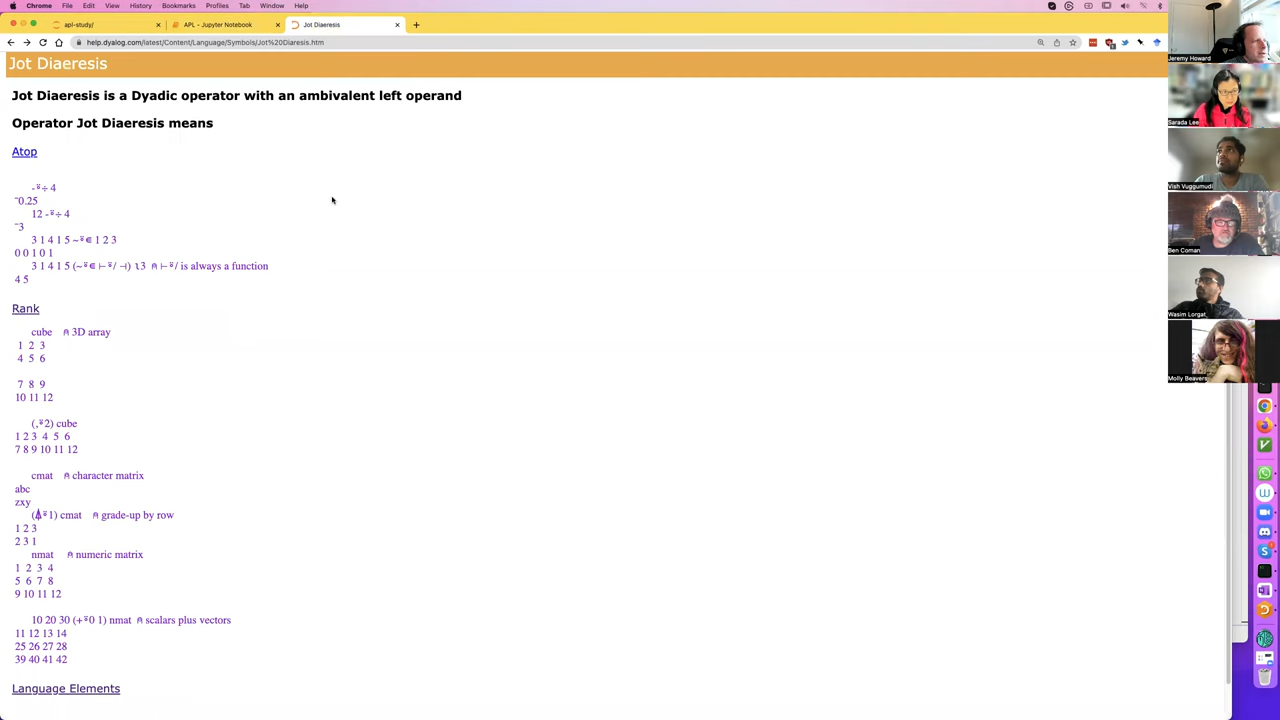 Chrome File Edit View History Bookmarks Profiles Tab Window Help
apl-study/
APL - Jupyter Notebook
Jot Diaeresis
help.dyalog.com/latest/Content/Language/Symbols/Jot%20Diaresis.htm
Jot Diaeresis
Jot Diaeresis is a Dyadic operator with an ambivalent left operand
Operator Jot Diaeresis means
Atop
-⍤÷ 4
¯0.25
12 -⍤÷ 4
¯3
3 1 4 1 5 ~⍤∊ 1 2 3
0 0 1 0 1
3 1 4 1 5 (~⍤∊ ⊢⍤/ ⊣) ⍳3 ⍝ ⊢⍤/ is always a function
4 5
Rank
cube ⍝ 3D array
1 2 3
4 5 6
7 8 9
10 11 12
(,⍤2) cube
1 2 3 4 5 6
7 8 9 10 11 12
cmat ⍝ character matrix
abc
zxy
(⍋⍤1) cmat ⍝ grade-up by row
1 2 3
2 3 1
nmat ⍝ numeric matrix
1 2 3 4
5 6 7 8
9 10 11 12
10 20 30 (+⍤0 1) nmat ⍝ scalars plus vectors
11 12 13 14
25 26 27 28
39 40 41 42
Language Elements
Jeremy Howard
Sarada Lee
Vish Vuggumudi
Ben Coman
Wasim Lorgat
Molly Beavers